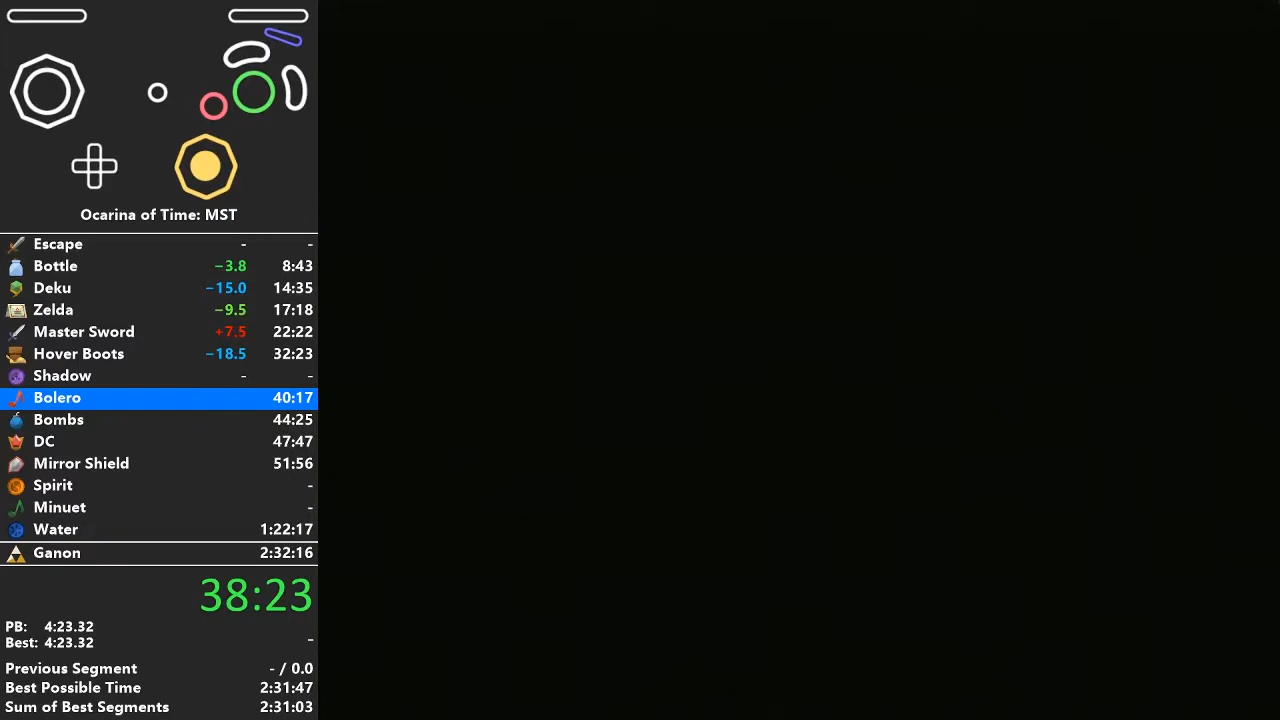 Ocarina of Time: MST
Escape - -
Bottle −3.8 8:43
Deku −15.0 14:35
Zelda −9.5 17:18
Master Sword +7.5 22:22
Hover Boots −18.5 32:23
Shadow - -
Bolero 40:17
Bombs 44:25
DC 47:47
Mirror Shield 51:56
Spirit -
Minuet -
Water 1:22:17
Ganon 2:32:16
38:23
PB: 4:23.32
Best: 4:23.32 -
Previous Segment - / 0.0
Best Possible Time 2:31:47
Sum of Best Segments 2:31:03